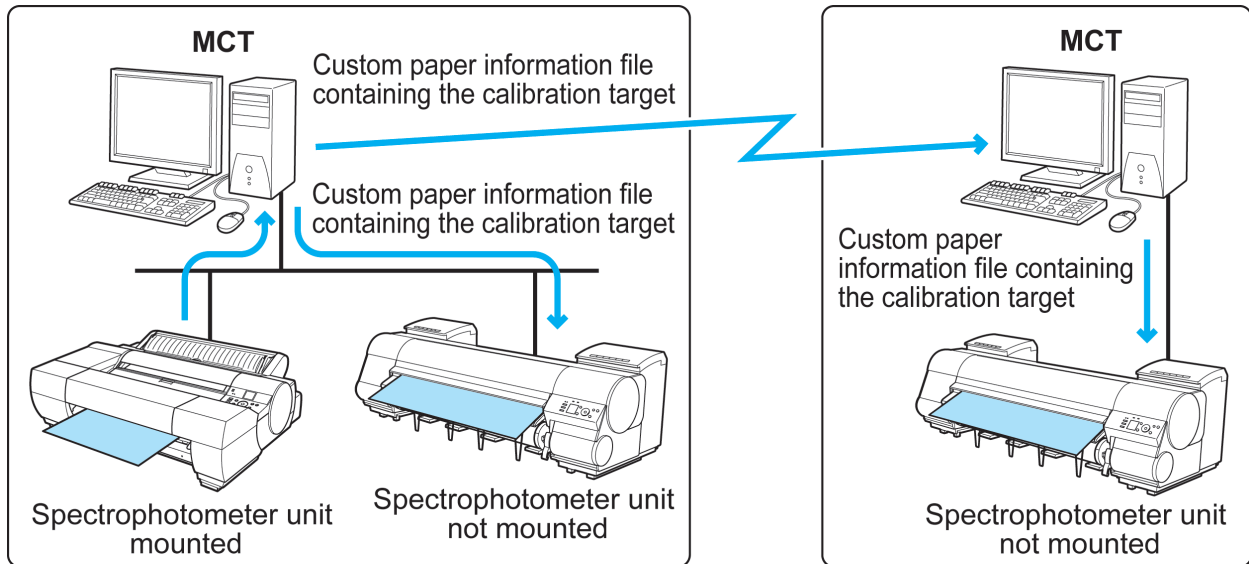 MCT
Custom paper information file
containing the calibration target
Custom paper information file
containing the calibration target
Spectrophotometer unit
mounted
Spectrophotometer unit
not mounted
MCT
Custom paper
information file containing
the calibration target
Spectrophotometer unit
not mounted